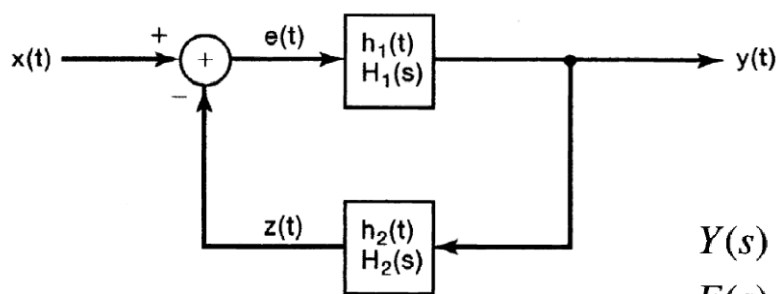 x(t)
+
+
e(t)
h₁(t)
H₁(s)
y(t)
−
z(t)
h₂(t)
H₂(s)
Y(s)